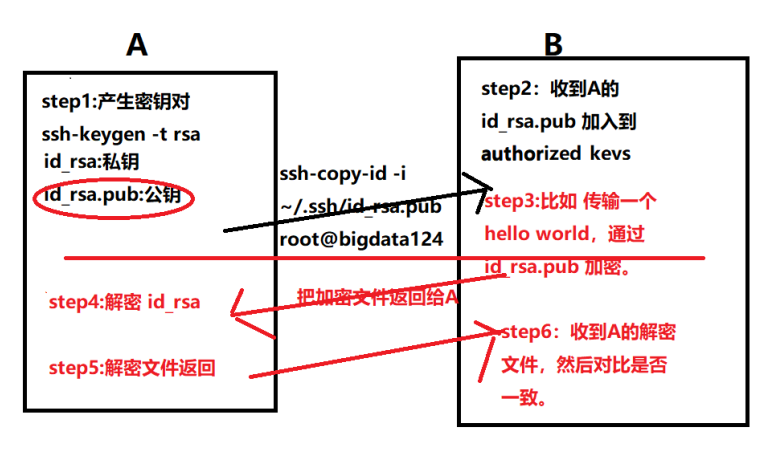 A
step1:产生密钥对
ssh-keygen -t rsa
id_rsa:私钥
id_rsa.pub:公钥
ssh-copy-id -i
~/.ssh/id_rsa.pub
root@bigdata124
B
step2：收到A的
id_rsa.pub 加入到
authorized kevs
step3:比如 传输一个
hello world，通过
id_rsa.pub 加密。
把加密文件返回给A
step4:解密 id_rsa
step5:解密文件返回
step6：收到A的解密
文件，然后对比是否
一致。